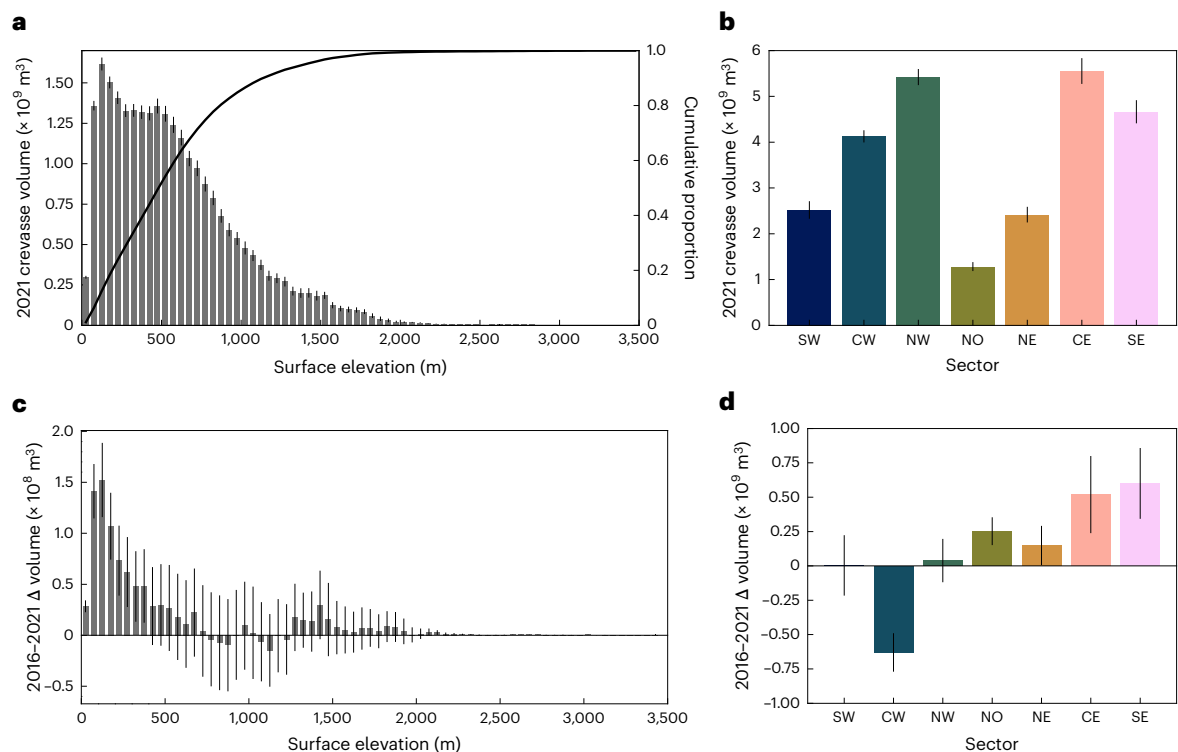 a
2021 crevasse volume (× 10⁹ m³)
1.50
1.25
1.00
0.75
0.50
0.25
0
1.0
0.8
0.6
0.4
0.2
0
Cumulative proportion
0 500 1,000 1,500 2,000 2,500 3,000 3,500
Surface elevation (m)
b
2021 crevasse volume (× 10⁹ m³)
6
5
4
3
2
1
0
SW CW NW NO NE CE SE
Sector
c
2016–2021 Δ volume (× 10⁸ m³)
2.0
1.5
1.0
0.5
0
−0.5
0 500 1,000 1,500 2,000 2,500 3,000 3,500
Surface elevation (m)
d
2016–2021 Δ volume (× 10⁹ m³)
1.00
0.75
0.50
0.25
0
−0.25
−0.50
−0.75
−1.00
SW CW NW NO NE CE SE
Sector